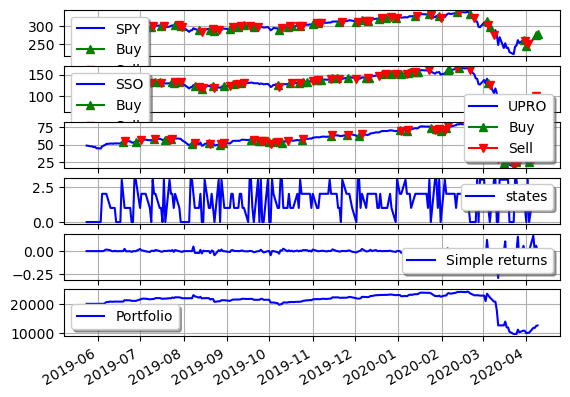 300
250
SPY
Buy
150
100
SSO
Buy
75
50
25
UPRO
Buy
Sell
2.5
0.0
states
0.00
−0.25
Simple returns
20000
10000
Portfolio
2019-06
2019-07
2019-08
2019-09
2019-10
2019-11
2019-12
2020-01
2020-02
2020-03
2020-04